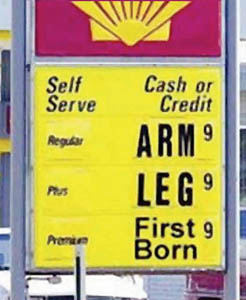 Self Cash or
Serve Credit
Regular ARM 9
Plus LEG 9
Premium First 9
Born